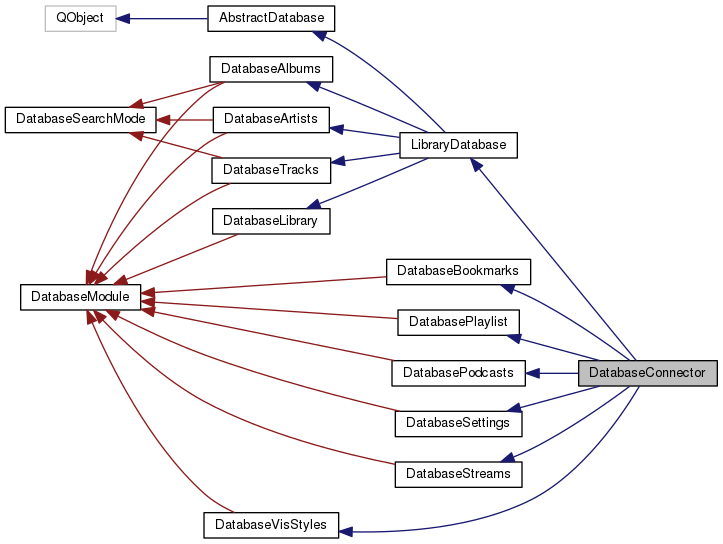 QObject
AbstractDatabase
DatabaseAlbums
DatabaseSearchMode
DatabaseArtists
LibraryDatabase
DatabaseTracks
DatabaseLibrary
DatabaseBookmarks
DatabaseModule
DatabasePlaylist
DatabasePodcasts
DatabaseConnector
DatabaseSettings
DatabaseStreams
DatabaseVisStyles